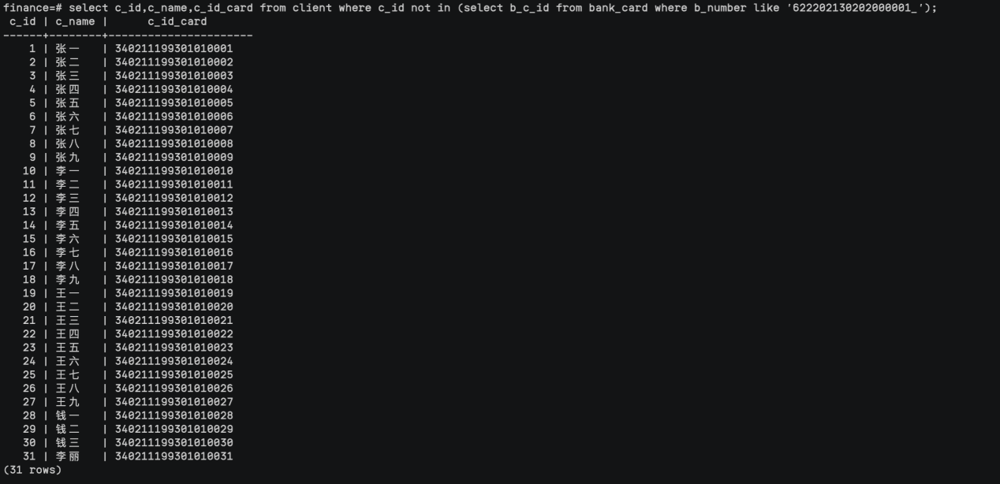 finance=# select c_id,c_name,c_id_card from client where c_id not in (select b_c_id from bank_card where b_number like '622202130202000001_');
 c_id | c_name |      c_id_card
------+--------+----------------------
    1 | 张一   | 340211199301010001
    2 | 张二   | 340211199301010002
    3 | 张三   | 340211199301010003
    4 | 张四   | 340211199301010004
    5 | 张五   | 340211199301010005
    6 | 张六   | 340211199301010006
    7 | 张七   | 340211199301010007
    8 | 张八   | 340211199301010008
    9 | 张九   | 340211199301010009
   10 | 李一   | 340211199301010010
   11 | 李二   | 340211199301010011
   12 | 李三   | 340211199301010012
   13 | 李四   | 340211199301010013
   14 | 李五   | 340211199301010014
   15 | 李六   | 340211199301010015
   16 | 李七   | 340211199301010016
   17 | 李八   | 340211199301010017
   18 | 李九   | 340211199301010018
   19 | 王一   | 340211199301010019
   20 | 王二   | 340211199301010020
   21 | 王三   | 340211199301010021
   22 | 王四   | 340211199301010022
   23 | 王五   | 340211199301010023
   24 | 王六   | 340211199301010024
   25 | 王七   | 340211199301010025
   26 | 王八   | 340211199301010026
   27 | 王九   | 340211199301010027
   28 | 钱一   | 340211199301010028
   29 | 钱二   | 340211199301010029
   30 | 钱三   | 340211199301010030
   31 | 李丽   | 340211199301010031
(31 rows)